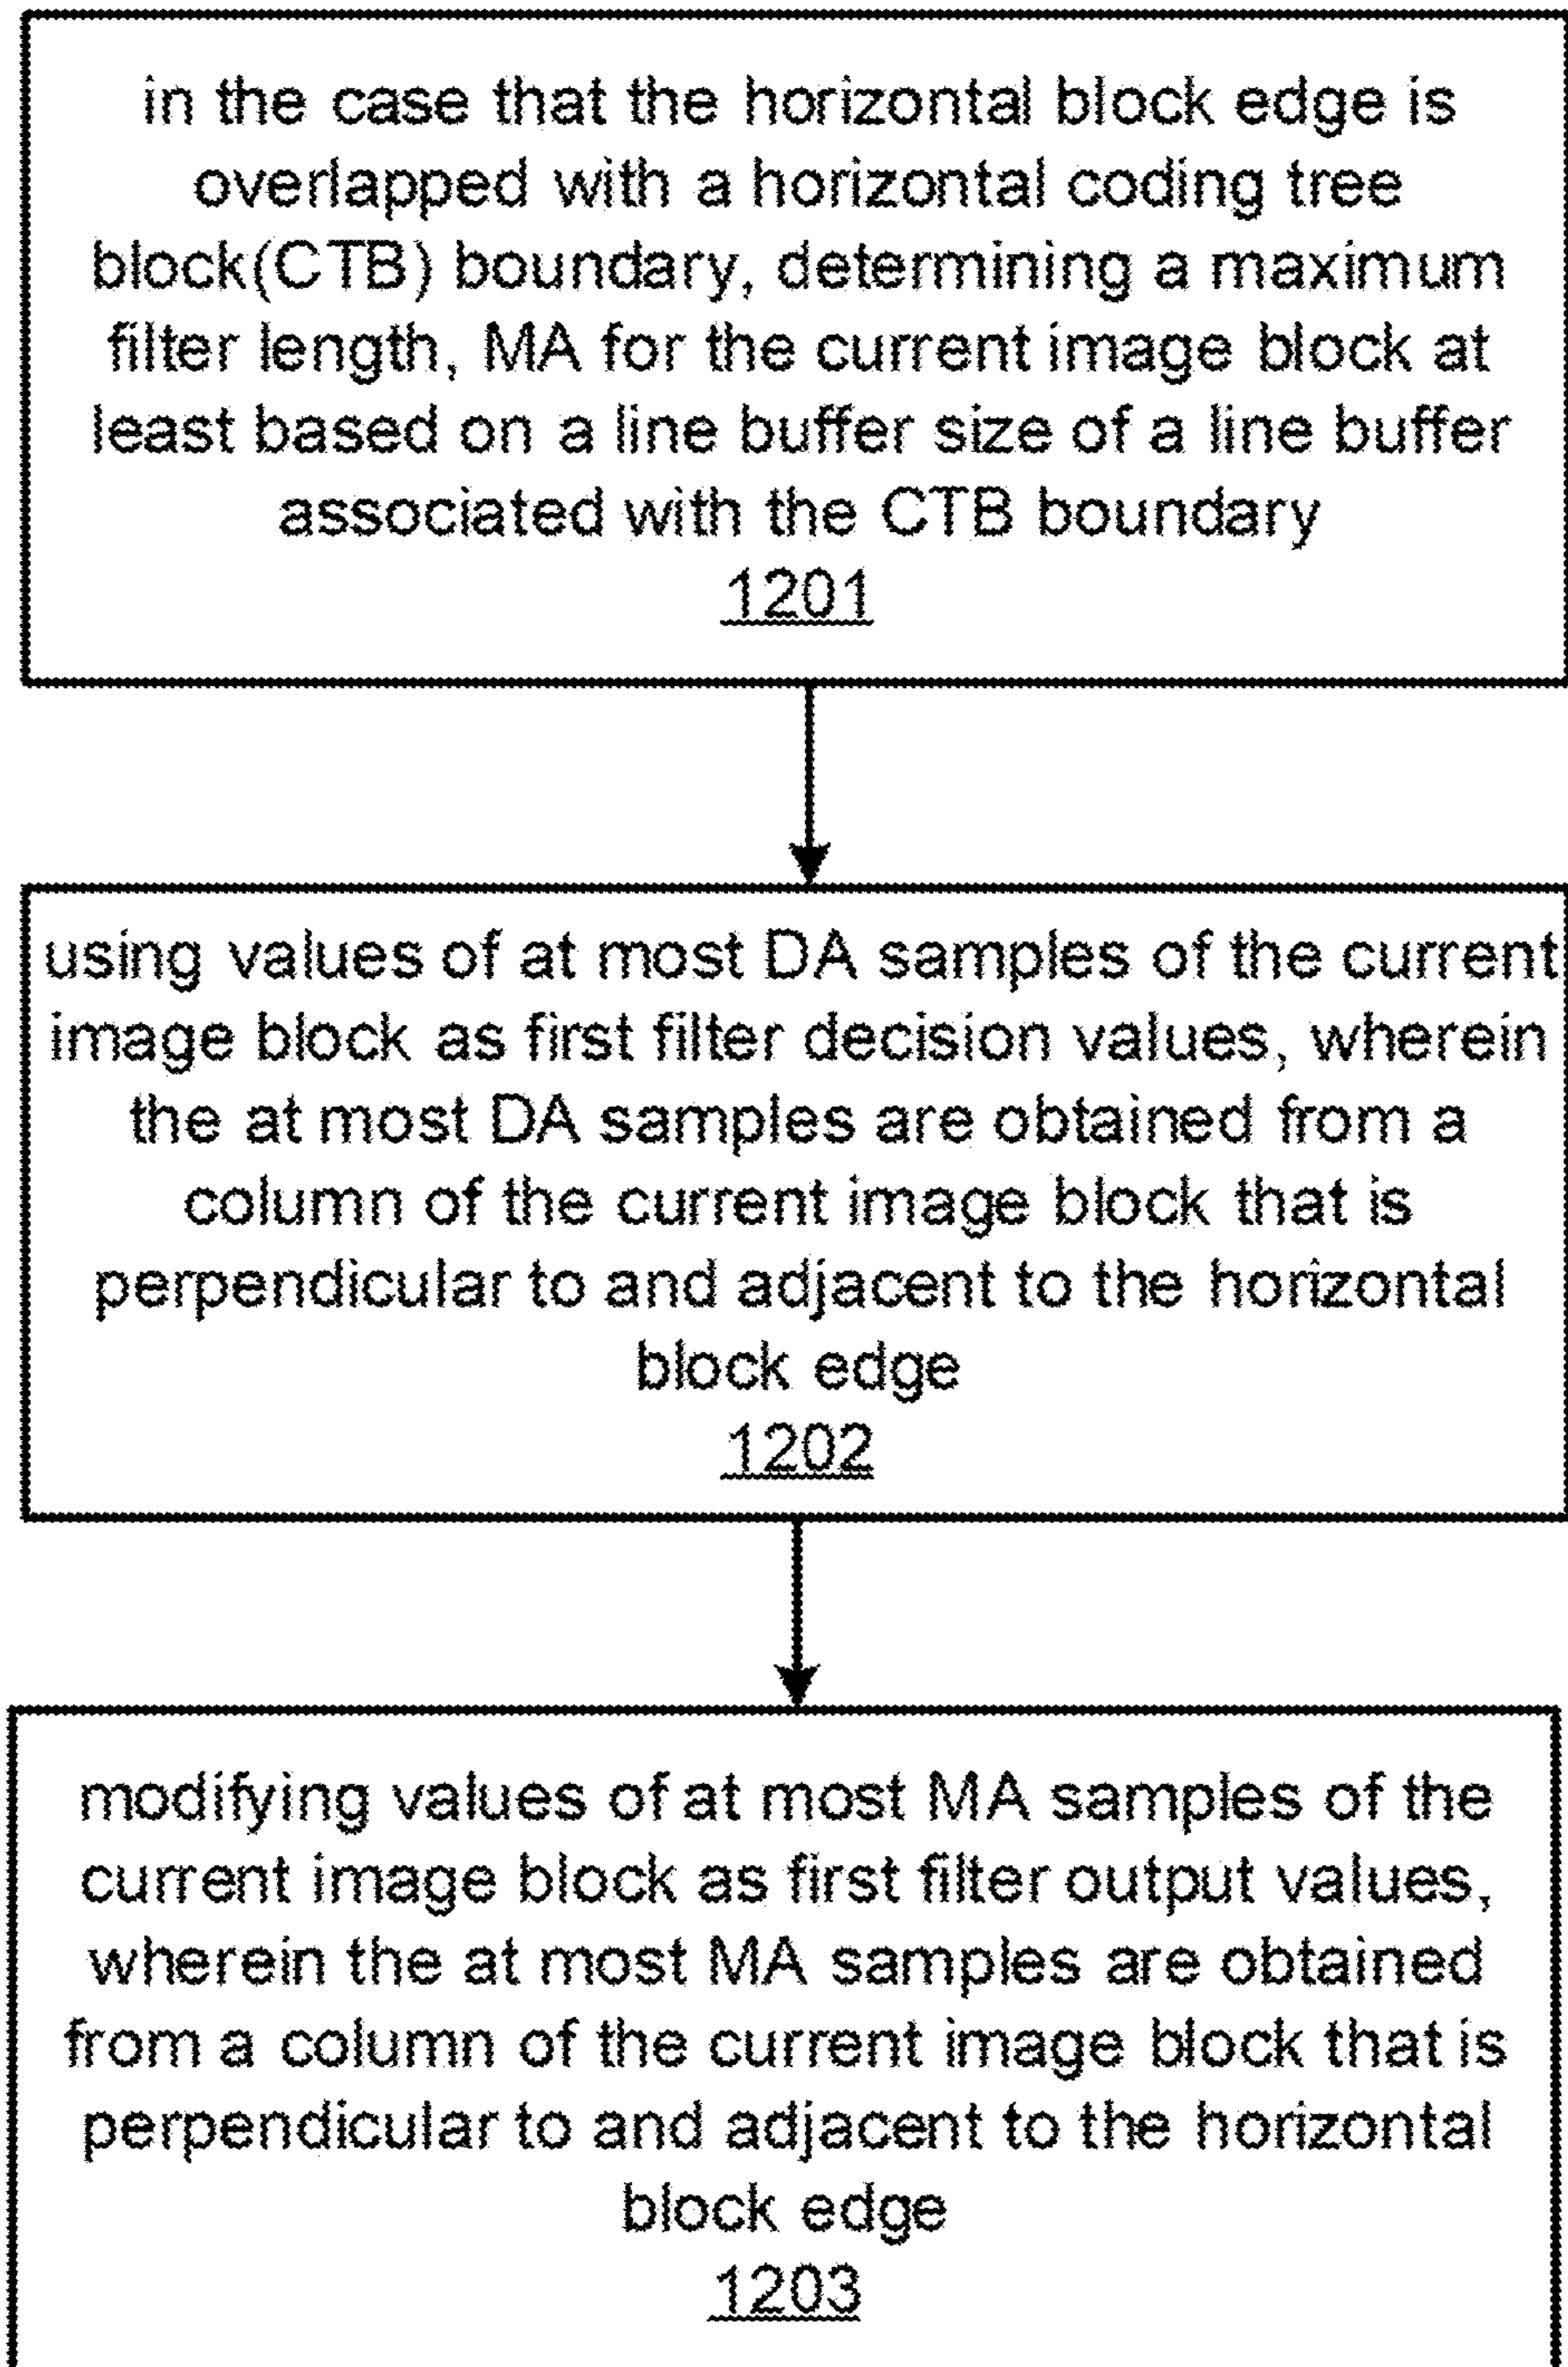 in the case that the horizontal block edge is
overlapped with a horizontal coding tree
block(CTB) boundary, determining a maximum
filter length, MA for the current image block at
least based on a line buffer size of a line buffer
associated with the CTB boundary
1201
using values of at most DA samples of the current
image block as first filter decision values, wherein
the at most DA samples are obtained from a
column of the current image block that is
perpendicular to and adjacent to the horizontal
block edge
1202
modifying values of at most MA samples of the
current image block as first filter output values,
wherein the at most MA samples are obtained
from a column of the current image block that is
perpendicular to and adjacent to the horizontal
block edge
1203